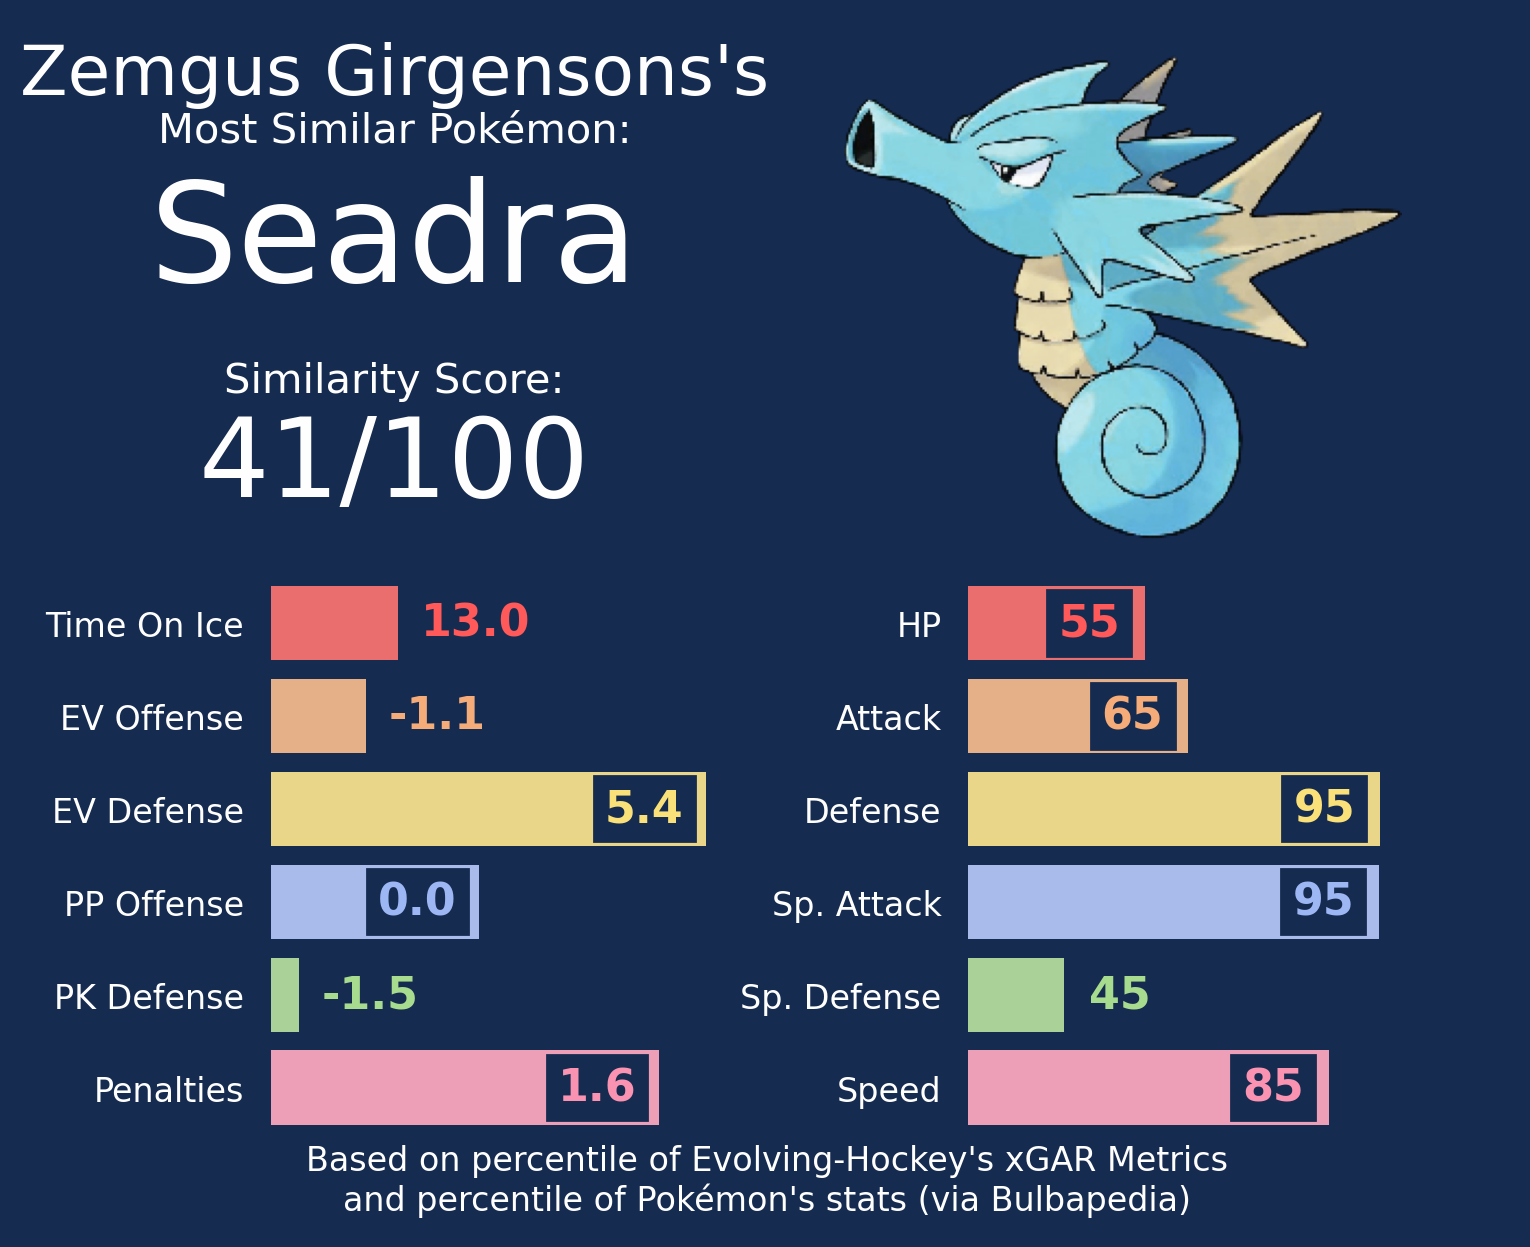 Zemgus Girgensons's
Most Similar Pokémon:
Seadra
Similarity Score:
41/100
Time On Ice 13.0
EV Offense -1.1
EV Defense 5.4
PP Offense 0.0
PK Defense -1.5
Penalties 1.6
HP 55
Attack 65
Defense 95
Sp. Attack 95
Sp. Defense 45
Speed 85
Based on percentile of Evolving-Hockey's xGAR Metrics
and percentile of Pokémon's stats (via Bulbapedia)